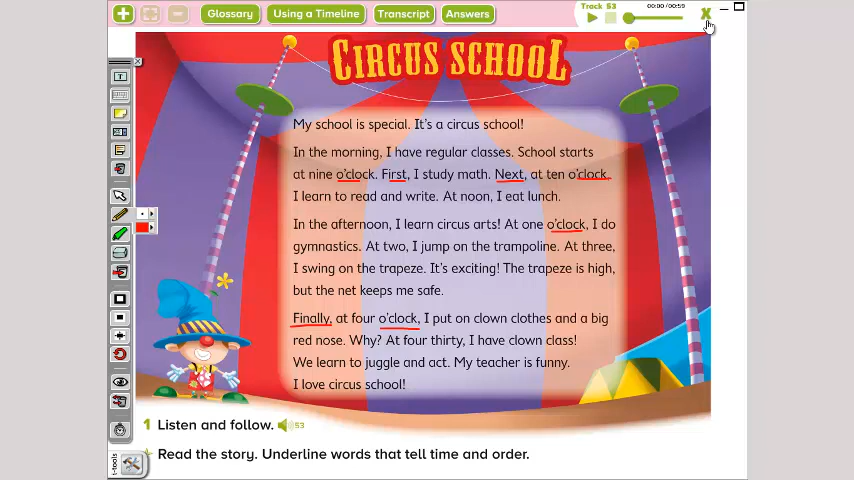 Glossary
Using a Timeline
Transcript
Answers
Track 53
00:00 / 00:59
X
CIRCUS SCHOOL
My school is special. It's a circus school!
In the morning, I have regular classes. School starts
at nine o'clock. First, I study math. Next, at ten o'clock,
I learn to read and write. At noon, I eat lunch.
In the afternoon, I learn circus arts! At one o'clock, I do
gymnastics. At two, I jump on the trampoline. At three,
I swing on the trapeze. It's exciting! The trapeze is high,
but the net keeps me safe.
Finally, at four o'clock, I put on clown clothes and a big
red nose. Why? At four thirty, I have clown class!
We learn to juggle and act. My teacher is funny.
I love circus school!
1 Listen and follow. 53
Read the story. Underline words that tell time and order.
i-tools